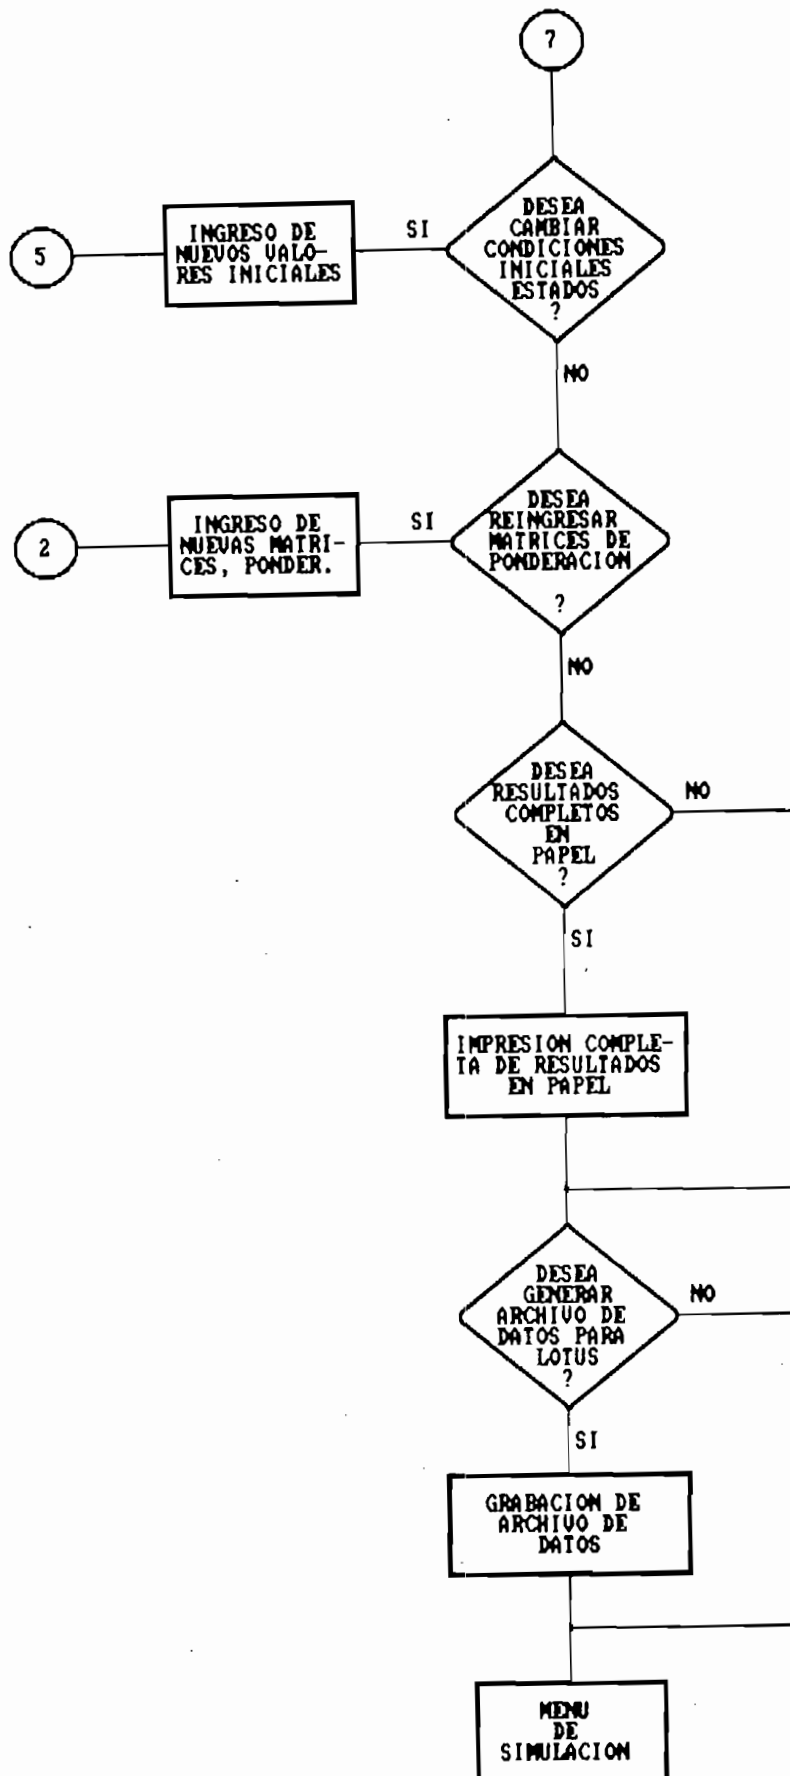 7
DESEA
CAMBIAR
CONDICIONES
INICIALES
ESTADOS
?
SI
INGRESO DE
NUEVOS VALO-
RES INICIALES
5
NO
DESEA
REINGRESAR
MATRICES DE
PONDERACION
?
SI
INGRESO DE
NUEVAS MATRI-
CES, PONDER.
2
NO
DESEA
RESULTADOS
COMPLETOS
EN
PAPEL
?
NO
SI
IMPRESION COMPLE-
TA DE RESULTADOS
EN PAPEL
DESEA
GENERAR
ARCHIVO DE
DATOS PARA
LOTUS
?
NO
SI
GRABACION DE
ARCHIVO DE
DATOS
MENU
DE
SIMULACION